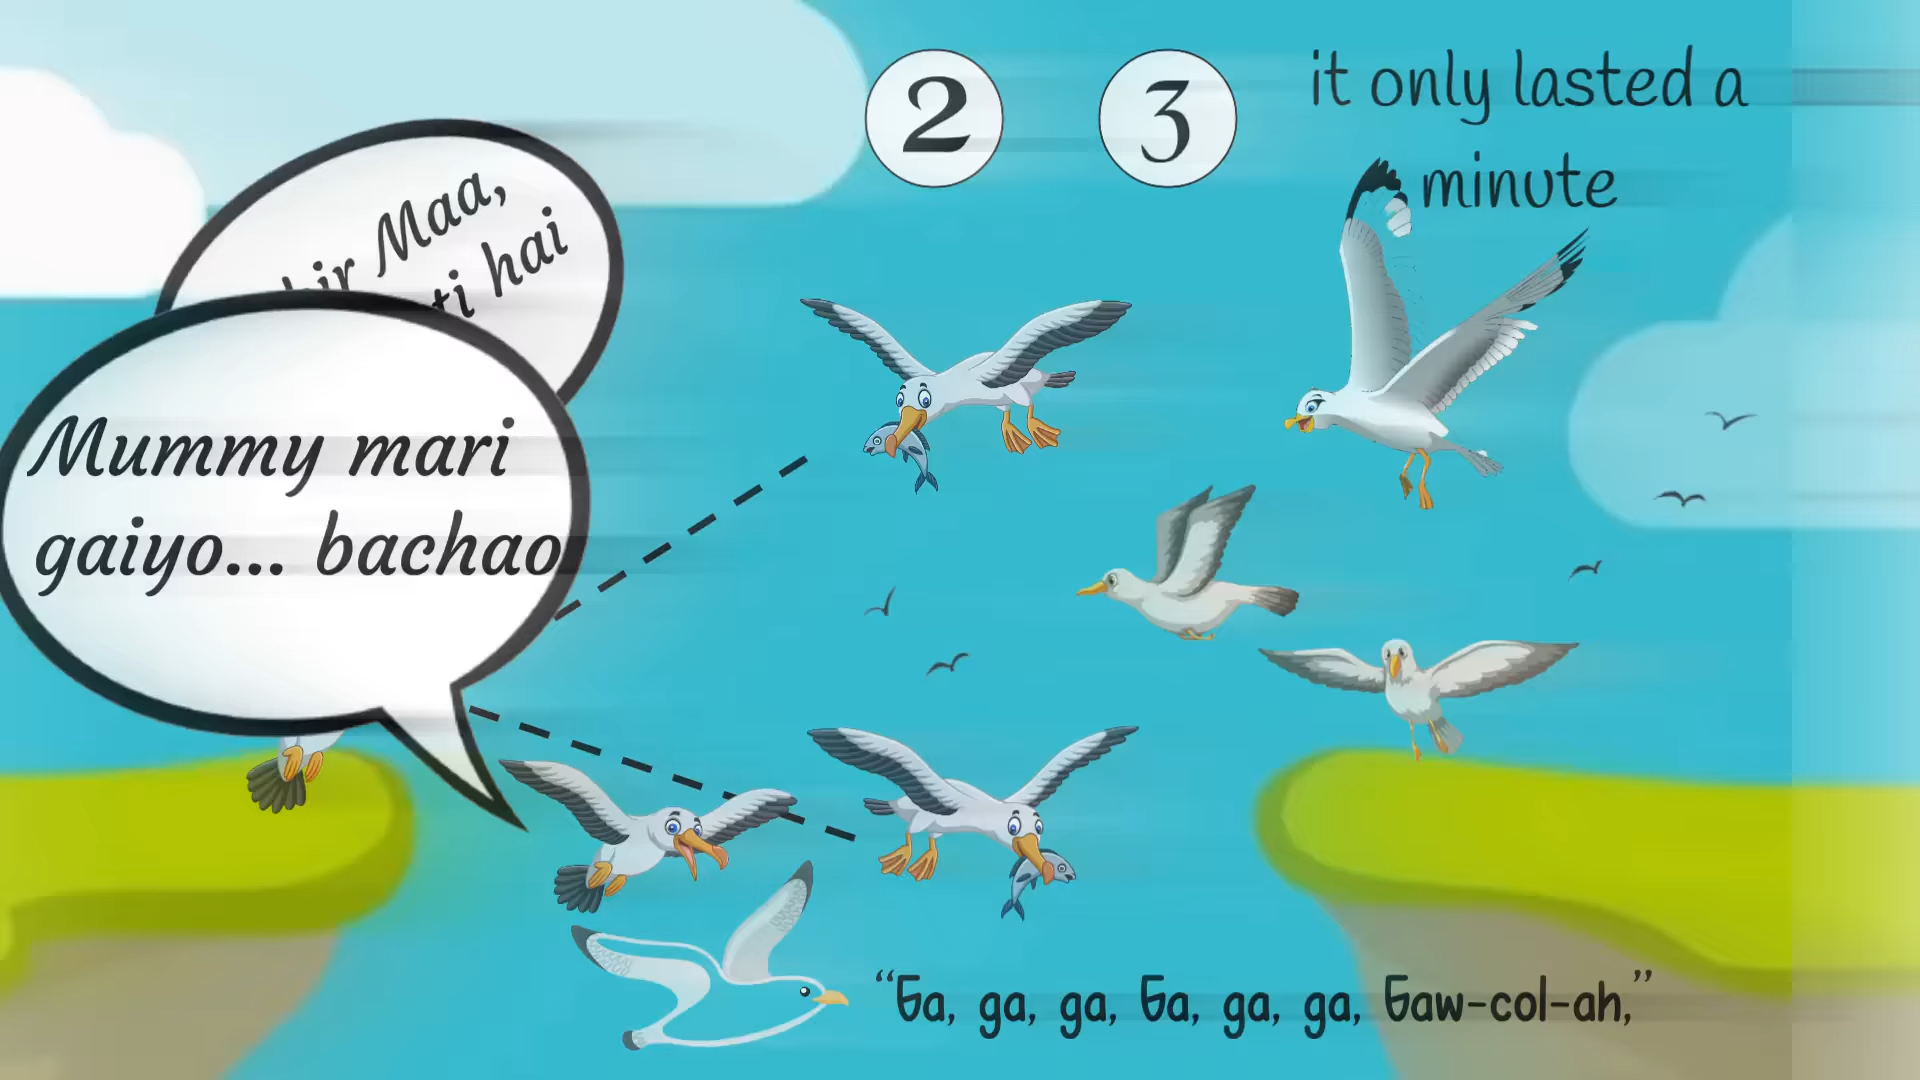 2 3
it only lasted a
minute
Maa,
hai
Mummy mari
gaiyo... bachao
“Ga, ga, ga, Ga, ga, ga, Gaw-col-ah,”